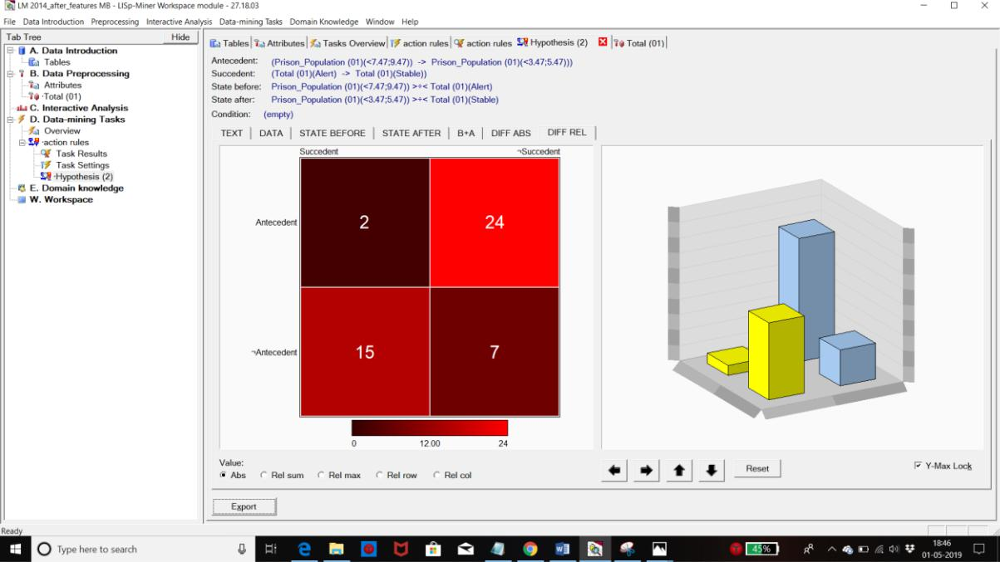 LM 2014_after_features MB - LISp-Miner Workspace module - 27.18.03
File Data Introduction Preprocessing Interactive Analysis Data-mining Tasks Domain Knowledge Window Help
Tab Tree Hide
A. Data Introduction
Tables
B. Data Preprocessing
Attributes
·Total (01)
C. Interactive Analysis
D. Data-mining Tasks
Overview
·action rules
Task Results
Task Settings
·Hypothesis (2)
E. Domain knowledge
W. Workspace
Tables Attributes Tasks Overview action rules action rules Hypothesis (2) Total (01)
Antecedent: (Prison_Population (01)(<7.47;9.47)) -> Prison_Population (01)(<3.47;5.47)))
Succedent: (Total (01)(Alert) -> Total (01)(Stable))
State before: Prison_Population (01)(<7.47;9.47)) >÷< Total (01)(Alert)
State after: Prison_Population (01)(<3.47;5.47)) >÷< Total (01)(Stable)
Condition: (empty)
TEXT DATA STATE BEFORE STATE AFTER B+A DIFF ABS DIFF REL
Succedent ¬Succedent
Antecedent 2 24
¬Antecedent 15 7
0 12.00 24
Value:
Abs Rel sum Rel max Rel row Rel col
Reset
Y-Max Lock
Export
Ready
Type here to search
45%
18:46
01-05-2019